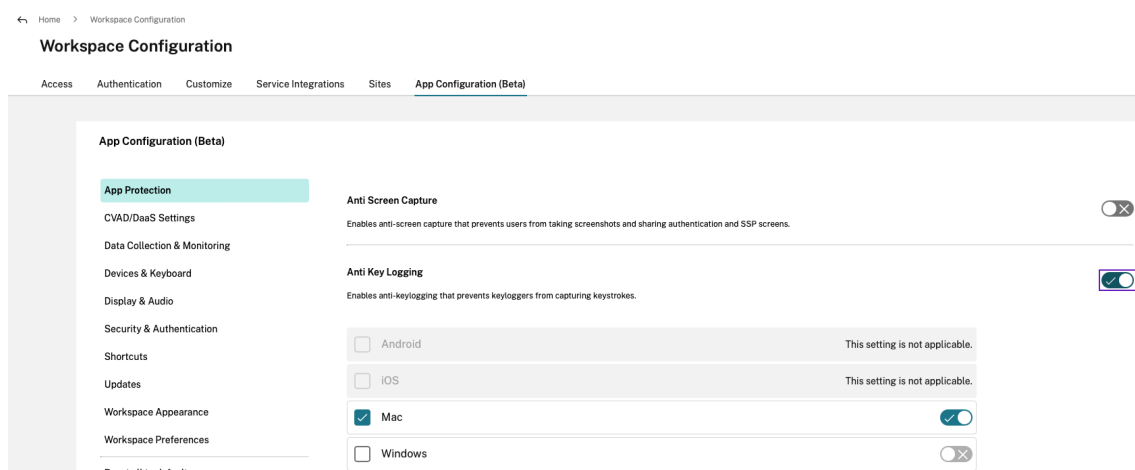 Home > Workspace Configuration
Workspace Configuration
Access Authentication Customize Service Integrations Sites App Configuration (Beta)
App Configuration (Beta)
App Protection
CVAD/DaaS Settings
Data Collection & Monitoring
Devices & Keyboard
Display & Audio
Security & Authentication
Shortcuts
Updates
Workspace Appearance
Workspace Preferences
Anti Screen Capture
Enables anti-screen capture that prevents users from taking screenshots and sharing authentication and SSP screens.
Anti Key Logging
Enables anti-keylogging that prevents keyloggers from capturing keystrokes.
Android This setting is not applicable.
iOS This setting is not applicable.
Mac
Windows